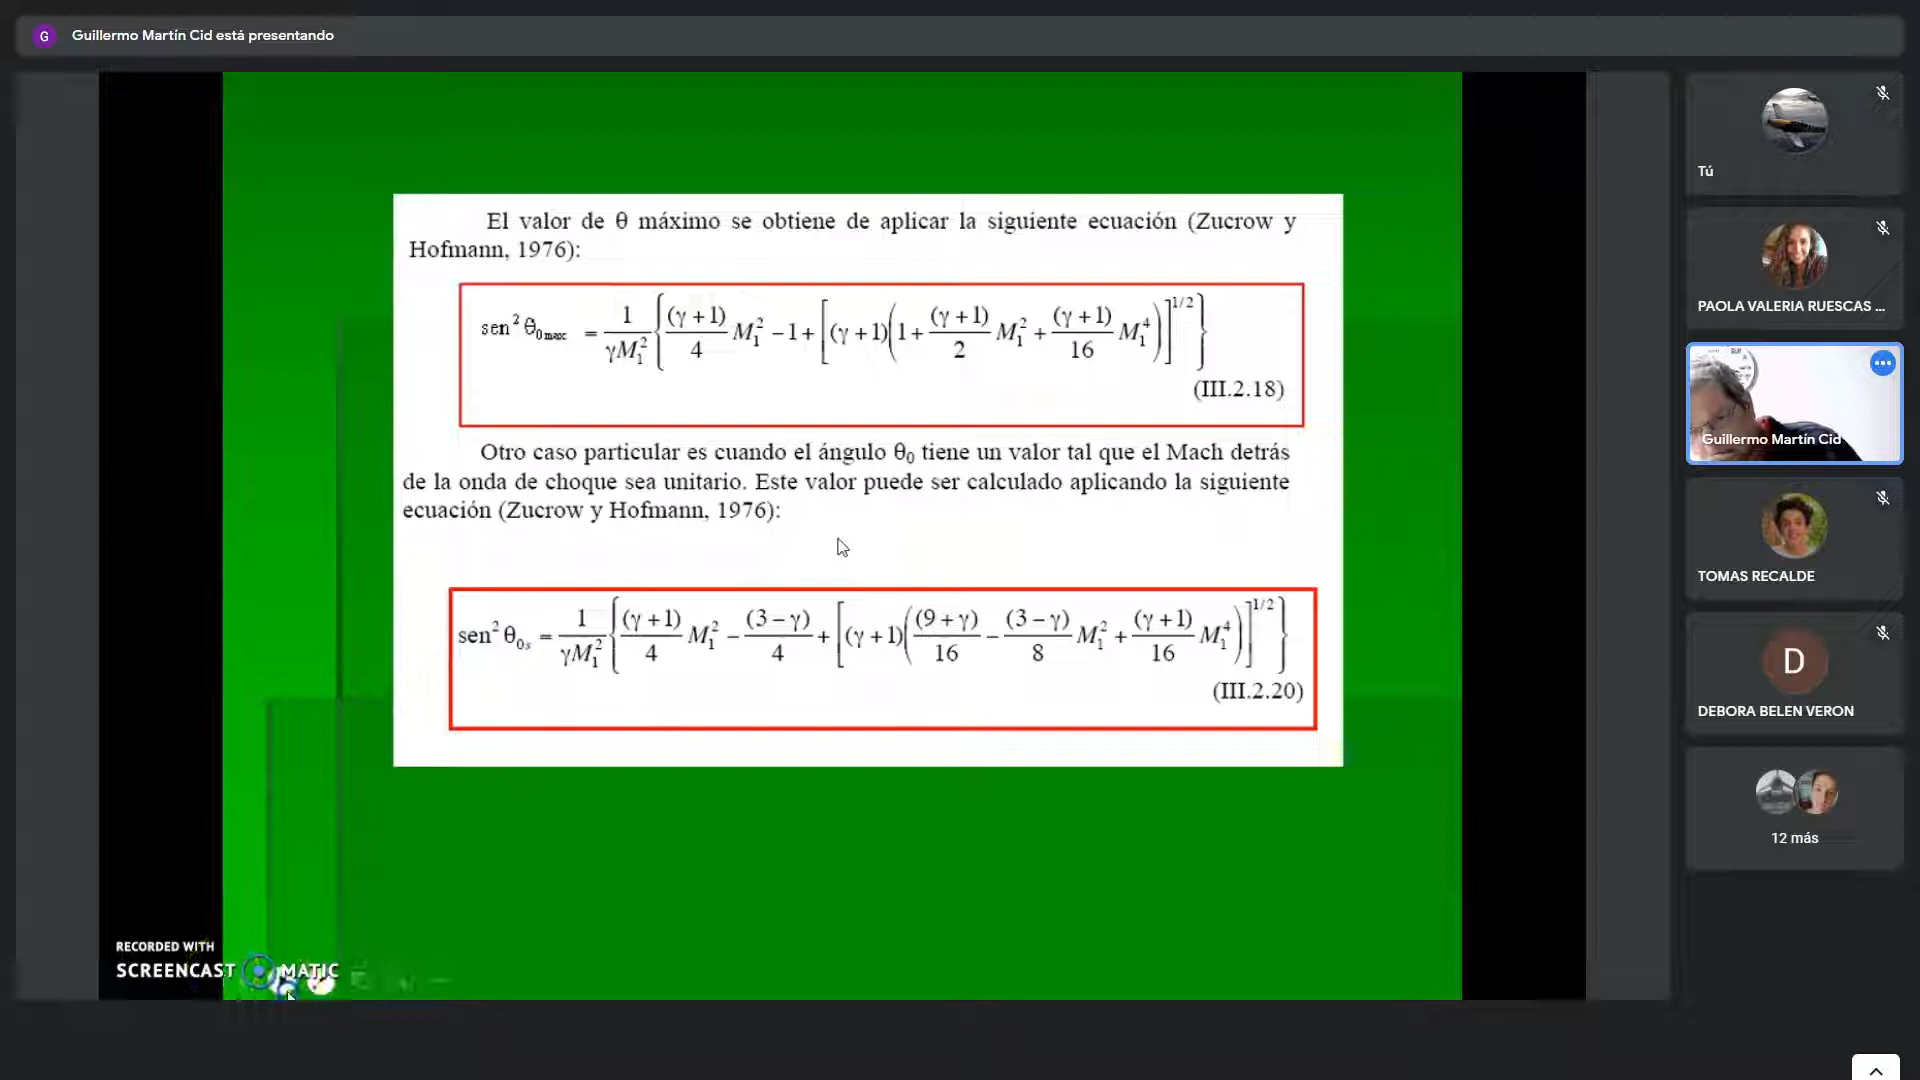 G Guillermo Martín Cid está presentando
El valor de θ máximo se obtiene de aplicar la siguiente ecuación (Zucrow y
Hofmann, 1976):
sen² θ₀max = 1/(γM₁²) { (γ+1)/4 M₁² − 1 + [ (γ+1)( 1 + (γ+1)/2 M₁² + (γ+1)/16 M₁⁴ ) ]^1/2 }
(III.2.18)
Otro caso particular es cuando el ángulo θ₀ tiene un valor tal que el Mach detrás
de la onda de choque sea unitario. Este valor puede ser calculado aplicando la siguiente
ecuación (Zucrow y Hofmann, 1976):
sen² θ₀s = 1/(γM₁²) { (γ+1)/4 M₁² − (3−γ)/4 + [ (γ+1)( (9+γ)/16 − (3−γ)/8 M₁² + (γ+1)/16 M₁⁴ ) ]^1/2 }
(III.2.20)
RECORDED WITH
SCREENCAST MATIC
Tú
PAOLA VALERIA RUESCAS ...
Guillermo Martín Cid
TOMAS RECALDE
D
DEBORA BELEN VERON
12 más